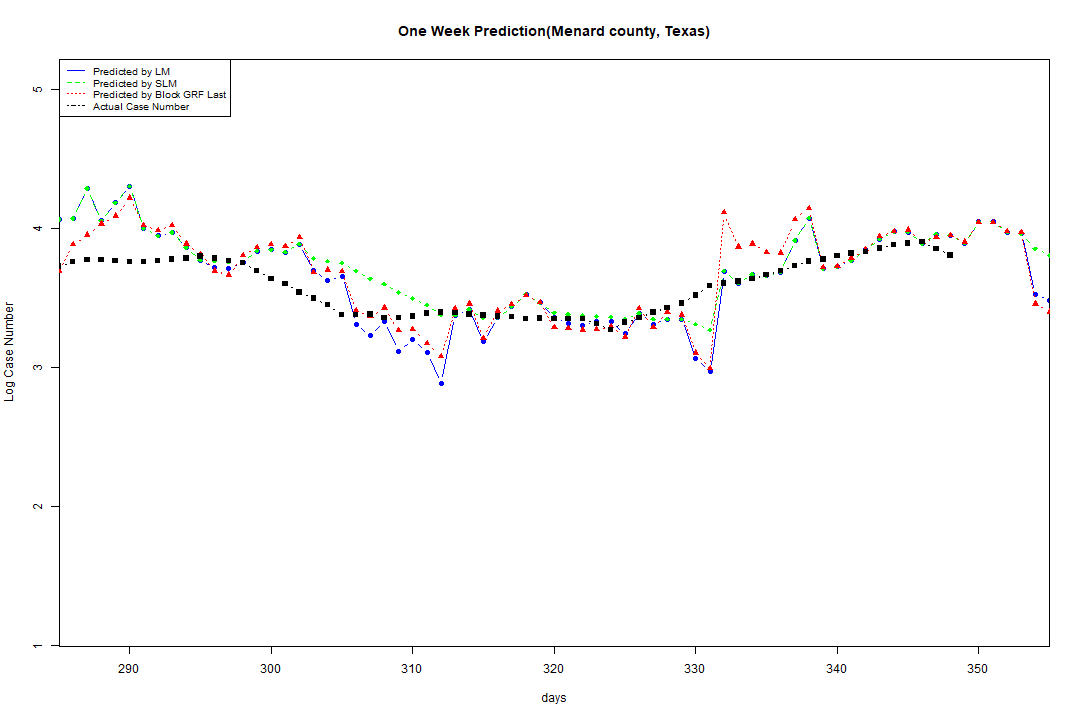 One Week Prediction(Menard county, Texas)
Predicted by LM
Predicted by SLM
Predicted by Block GRF Last
Actual Case Number
5
4
3
2
1
Log Case Number
290 300 310 320 330 340 350
days